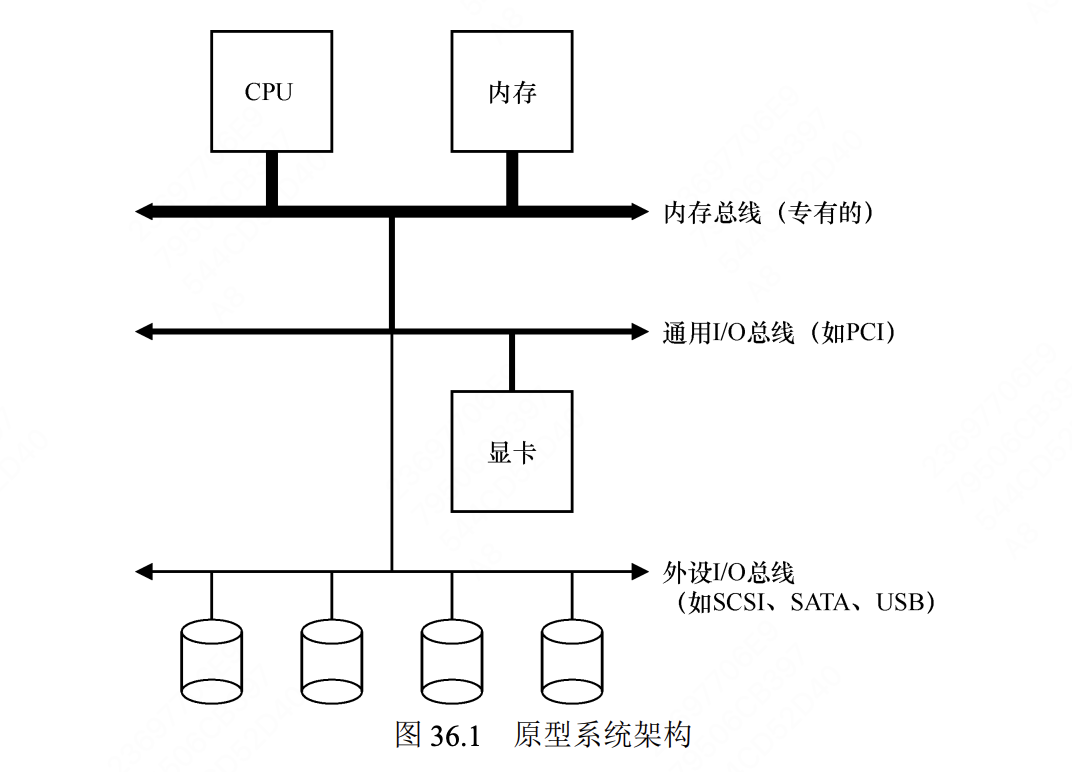 CPU
内存
内存总线（专有的）
通用I/O总线（如PCI）
显卡
外设I/O总线
（如SCSI、SATA、USB）
图 36.1 原型系统架构